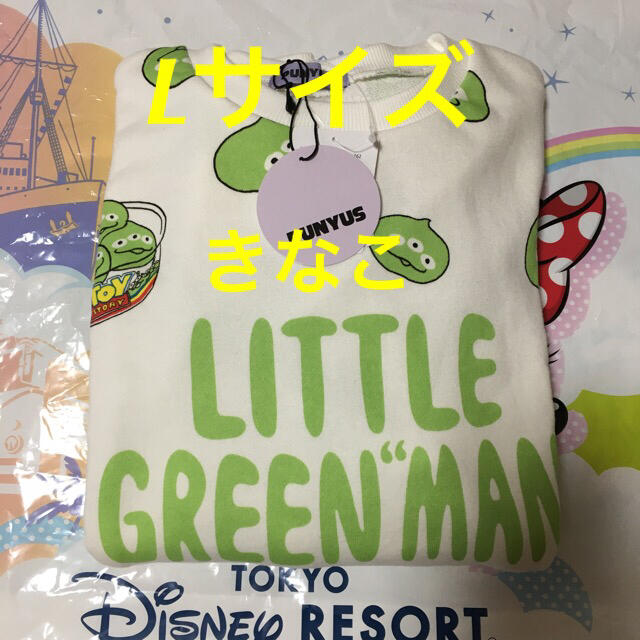 PUNYUS
Lサイズ
PUNYUS
きなこ
TOY
STORY
LITTLE
GREEN “MAN
TOKYO
DISNEY RESORT